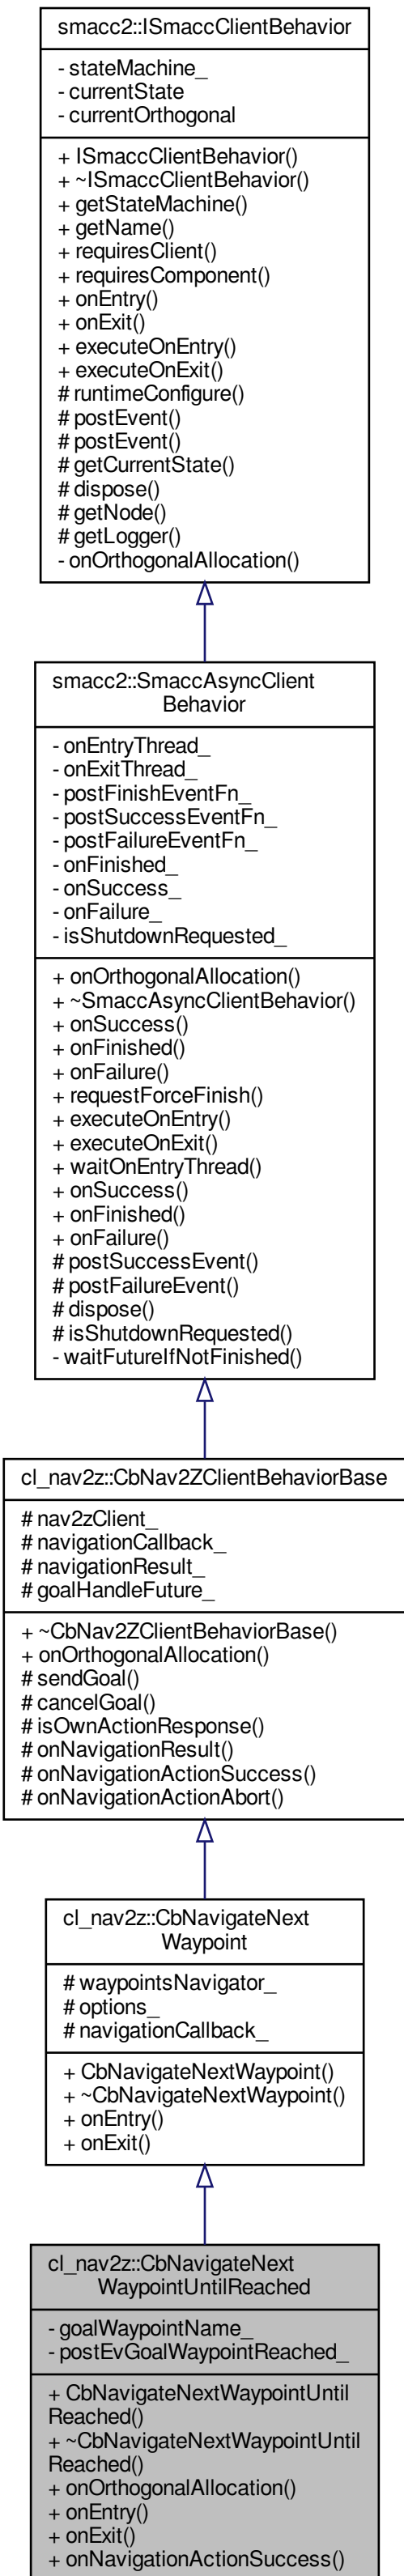 smacc2::ISmaccClientBehavior
- stateMachine_
- currentState
- currentOrthogonal
+ ISmaccClientBehavior()
+ ~ISmaccClientBehavior()
+ getStateMachine()
+ getName()
+ requiresClient()
+ requiresComponent()
+ onEntry()
+ onExit()
+ executeOnEntry()
+ executeOnExit()
# runtimeConfigure()
# postEvent()
# postEvent()
# getCurrentState()
# dispose()
# getNode()
# getLogger()
- onOrthogonalAllocation()
smacc2::SmaccAsyncClient
Behavior
- onEntryThread_
- onExitThread_
- postFinishEventFn_
- postSuccessEventFn_
- postFailureEventFn_
- onFinished_
- onSuccess_
- onFailure_
- isShutdownRequested_
+ onOrthogonalAllocation()
+ ~SmaccAsyncClientBehavior()
+ onSuccess()
+ onFinished()
+ onFailure()
+ requestForceFinish()
+ executeOnEntry()
+ executeOnExit()
+ waitOnEntryThread()
+ onSuccess()
+ onFinished()
+ onFailure()
# postSuccessEvent()
# postFailureEvent()
# dispose()
# isShutdownRequested()
- waitFutureIfNotFinished()
cl_nav2z::CbNav2ZClientBehaviorBase
# nav2zClient_
# navigationCallback_
# navigationResult_
# goalHandleFuture_
+ ~CbNav2ZClientBehaviorBase()
+ onOrthogonalAllocation()
# sendGoal()
# cancelGoal()
# isOwnActionResponse()
# onNavigationResult()
# onNavigationActionSuccess()
# onNavigationActionAbort()
cl_nav2z::CbNavigateNext
Waypoint
# waypointsNavigator_
# options_
# navigationCallback_
+ CbNavigateNextWaypoint()
+ ~CbNavigateNextWaypoint()
+ onEntry()
+ onExit()
cl_nav2z::CbNavigateNext
WaypointUntilReached
- goalWaypointName_
- postEvGoalWaypointReached_
+ CbNavigateNextWaypointUntil
Reached()
+ ~CbNavigateNextWaypointUntil
Reached()
+ onOrthogonalAllocation()
+ onEntry()
+ onExit()
+ onNavigationActionSuccess()